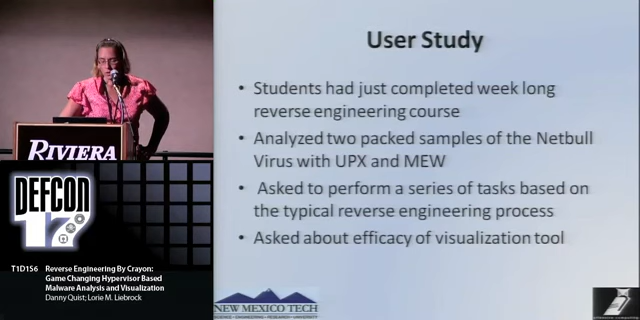 User Study
• Students had just completed week long
reverse engineering course
• Analyzed two packed samples of the Netbull
Virus with UPX and MEW
• Asked to perform a series of tasks based on
the typical reverse engineering process
• Asked about efficacy of visualization tool
RIVIERA
DEFCON
17
T1D156
Reverse Engineering By Crayon:
Game Changing Hypervisor Based
Malware Analysis and Visualization
Danny Quist; Lorie M. Liebrock
NEW MEXICO TECH